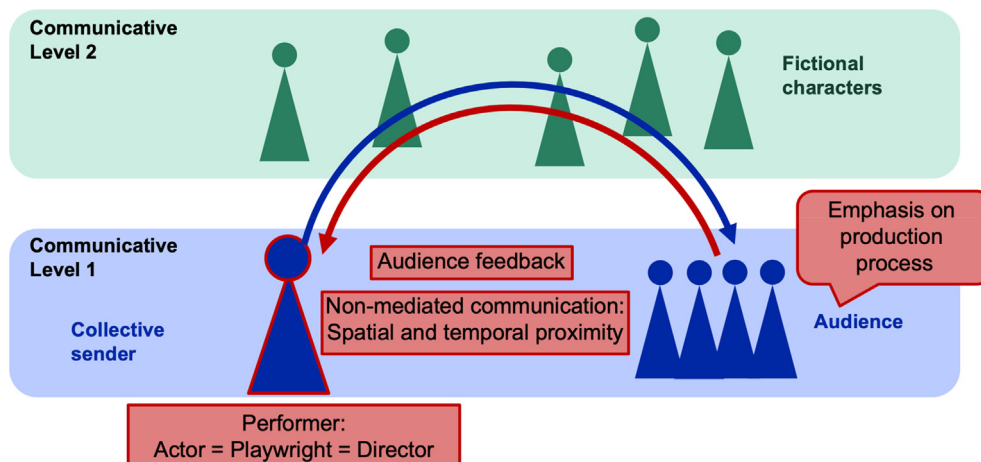 Communicative
Level 2
Fictional
characters
Communicative
Level 1
Collective
sender
Audience feedback
Non-mediated communication:
Spatial and temporal proximity
Emphasis on
production
process
Audience
Performer:
Actor = Playwright = Director